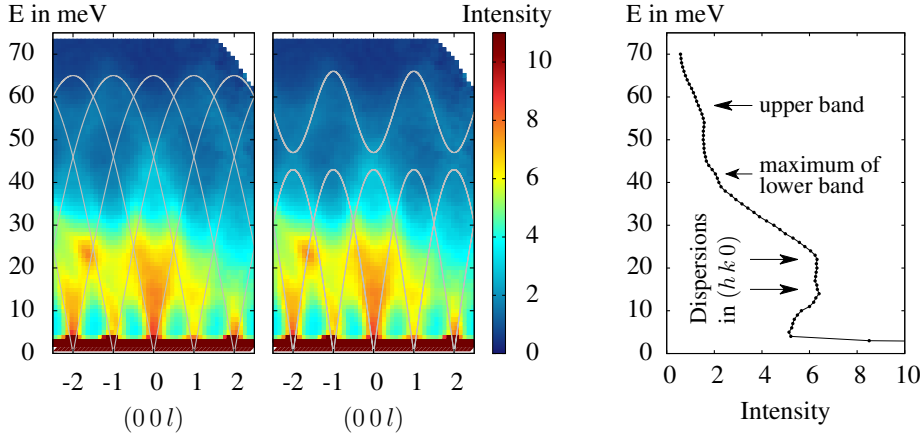 E in meV
Intensity
E in meV
70
60
50
40
30
20
10
0
-2 -1 0 1 2
(0 0 l)
-2 -1 0 1 2
(0 0 l)
10
8
6
4
2
0
70
60
50
40
30
20
10
0
upper band
maximum of
lower band
Dispersions
in (h k 0)
0 2 4 6 8 10
Intensity